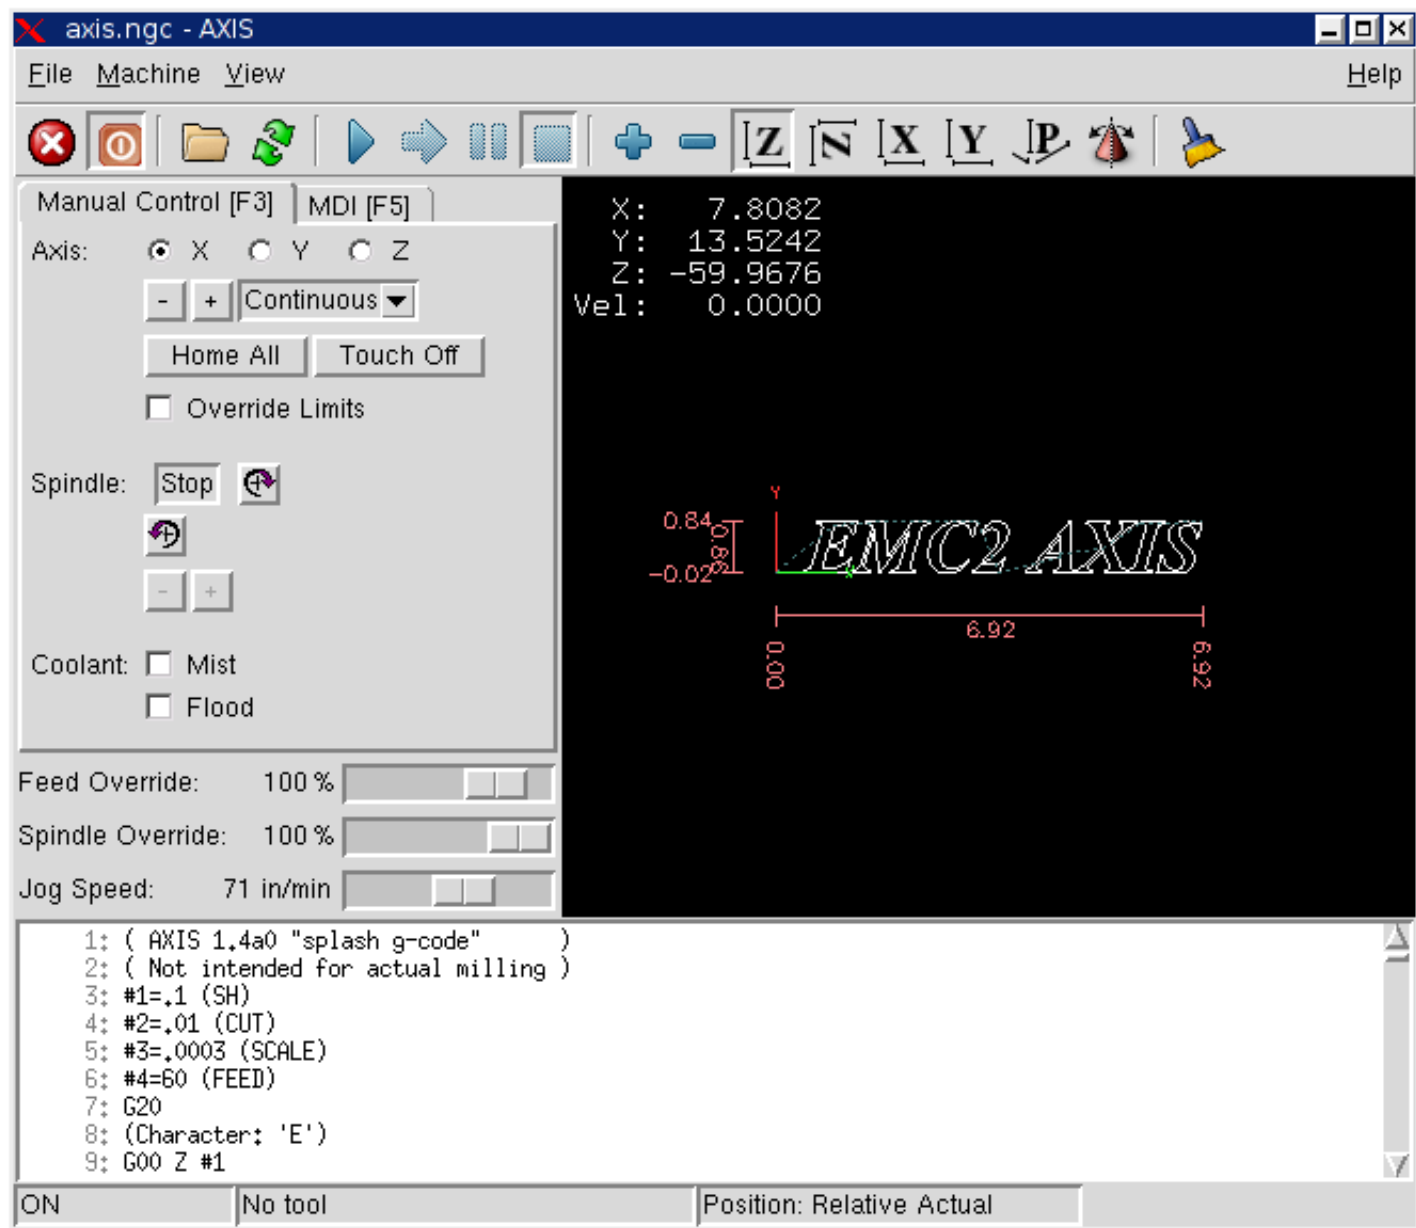 axis.ngc - AXIS
File Machine View Help
Z N X Y P
Manual Control [F3] MDI [F5]
Axis: X Y Z
- + Continuous
Home All Touch Off
Override Limits
Spindle: Stop
- +
Coolant: Mist
Flood
Feed Override: 100 %
Spindle Override: 100 %
Jog Speed: 71 in/min
X: 7.8082
Y: 13.5242
Z: -59.9676
Vel: 0.0000
Y
0.84
0.86
-0.02
X
EMC2 AXIS
6.92
0.00
6.92
1: ( AXIS 1.4a0 "splash g-code" )
2: ( Not intended for actual milling )
3: #1=.1 (SH)
4: #2=.01 (CUT)
5: #3=.0003 (SCALE)
6: #4=60 (FEED)
7: G20
8: (Character: 'E')
9: G00 Z #1
ON No tool Position: Relative Actual